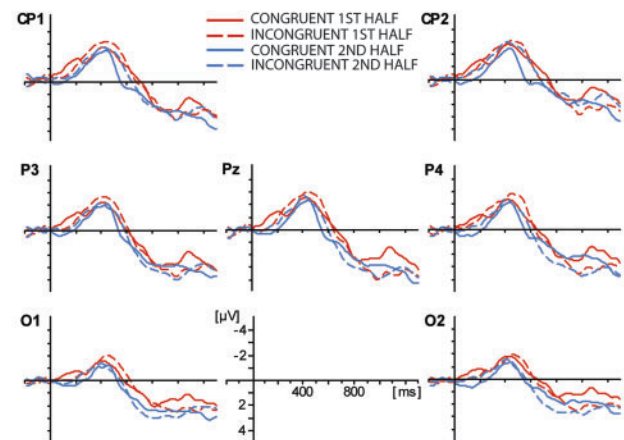 CP1
CONGRUENT 1ST HALF
INCONGRUENT 1ST HALF
CONGRUENT 2ND HALF
INCONGRUENT 2ND HALF
CP2
P3
Pz
P4
O1
[µV]
-4
-2
400
800
[ms]
2
4
O2